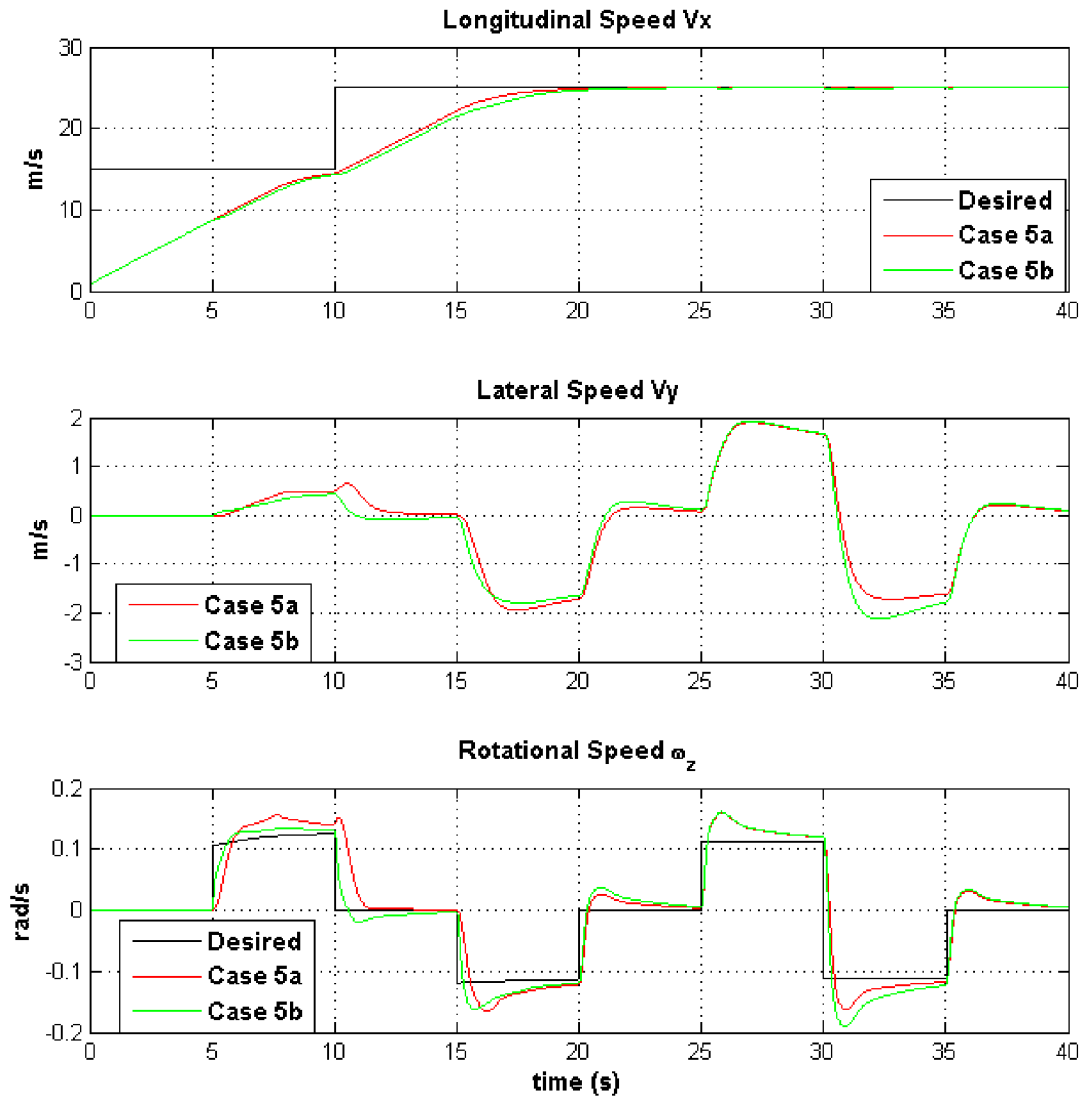 Longitudinal Speed Vx
30
20
10
0
m/s
Desired
Case 5a
Case 5b
0 5 10 15 20 25 30 35 40
Lateral Speed Vy
2
1
0
-1
-2
-3
m/s
Case 5a
Case 5b
0 5 10 15 20 25 30 35 40
Rotational Speed ω_z
0.2
0.1
0
-0.1
-0.2
rad/s
Desired
Case 5a
Case 5b
0 5 10 15 20 25 30 35 40
time (s)